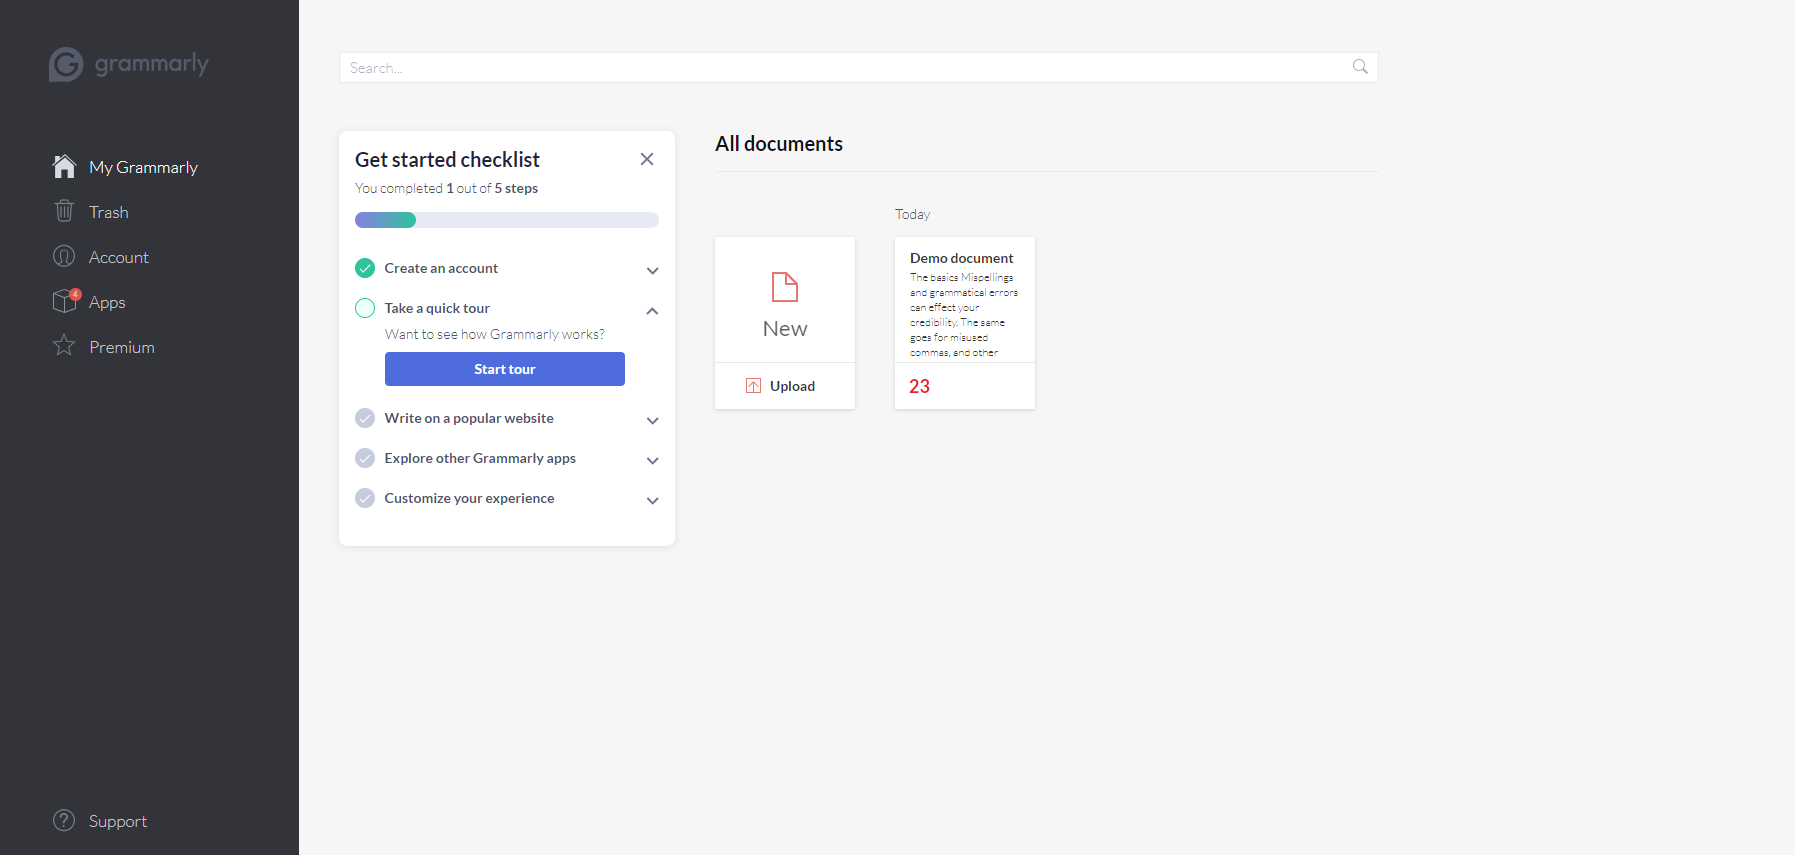 grammarly
My Grammarly
Trash
Account
4
Apps
Premium
Support
Search...
Get started checklist
You completed 1 out of 5 steps
Create an account
Take a quick tour
Want to see how Grammarly works?
Start tour
Write on a popular website
Explore other Grammarly apps
Customize your experience
All documents
Today
New
Upload
Demo document
The basics Mispellings
and grammatical errors
can effect your
credibility. The same
goes for misused
commas, and other
23